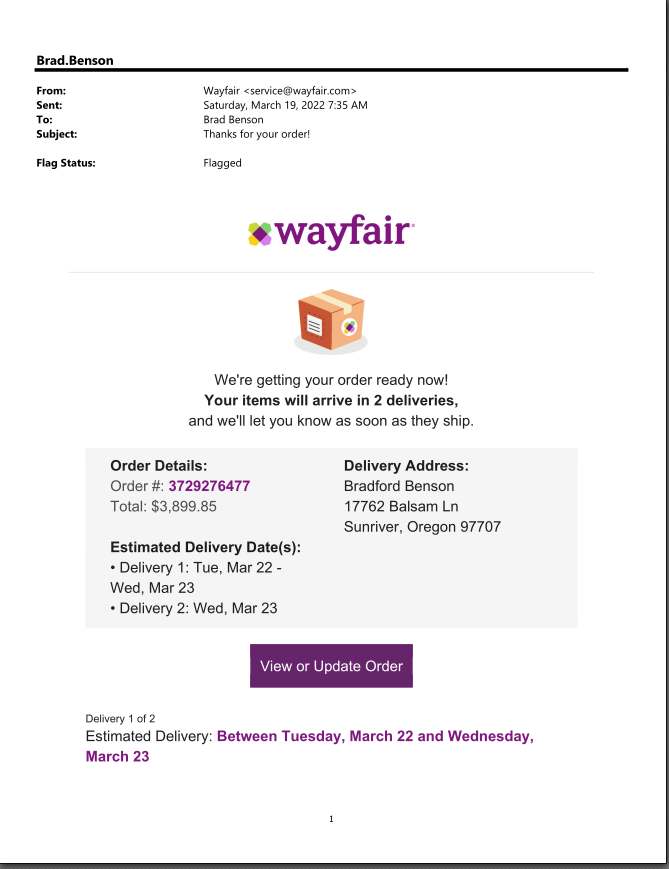 Brad.Benson
From: Wayfair <service@wayfair.com>
Sent: Saturday, March 19, 2022 7:35 AM
To: Brad Benson
Subject: Thanks for your order!
Flag Status: Flagged
wayfair
We're getting your order ready now!
Your items will arrive in 2 deliveries,
and we'll let you know as soon as they ship.
Order Details:
Order #: 3729276477
Total: $3,899.85
Estimated Delivery Date(s):
• Delivery 1: Tue, Mar 22 -
Wed, Mar 23
• Delivery 2: Wed, Mar 23
Delivery Address:
Bradford Benson
17762 Balsam Ln
Sunriver, Oregon 97707
View or Update Order
Delivery 1 of 2
Estimated Delivery: Between Tuesday, March 22 and Wednesday,
March 23
1